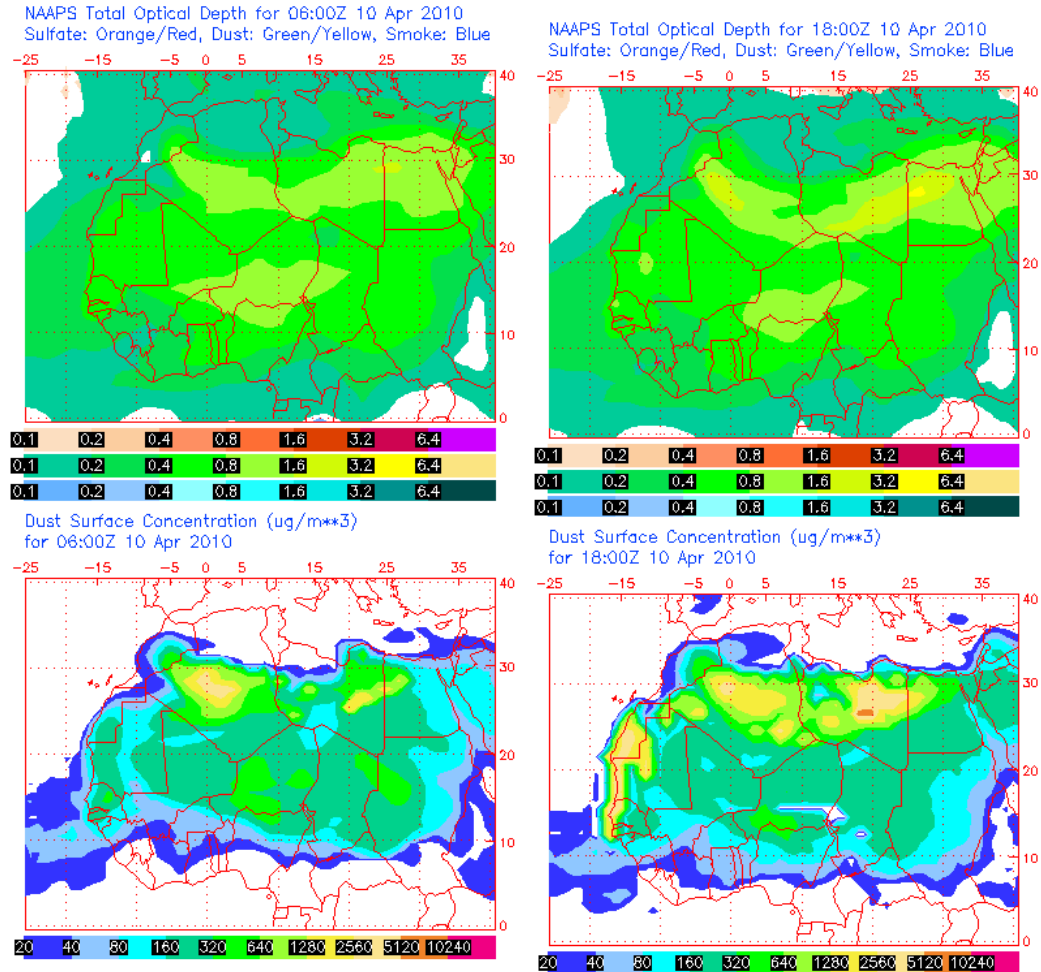 NAAPS Total Optical Depth for 06:00Z 10 Apr 2010
Sulfate: Orange/Red, Dust: Green/Yellow, Smoke: Blue
-25 -15 -5 0 5 15 25 35
40
30
20
10
0
0.1 0.2 0.4 0.8 1.6 3.2 6.4
0.1 0.2 0.4 0.8 1.6 3.2 6.4
0.1 0.2 0.4 0.8 1.6 3.2 6.4
NAAPS Total Optical Depth for 18:00Z 10 Apr 2010
Sulfate: Orange/Red, Dust: Green/Yellow, Smoke: Blue
-25 -15 -5 0 5 15 25 35
40
30
20
10
0
0.1 0.2 0.4 0.8 1.6 3.2 6.4
0.1 0.2 0.4 0.8 1.6 3.2 6.4
0.1 0.2 0.4 0.8 1.6 3.2 6.4
Dust Surface Concentration (ug/m**3)
for 06:00Z 10 Apr 2010
-25 -15 -5 0 5 15 25 35
40
30
20
10
0
20 40 80 160 320 640 1280 2560 5120 10240
Dust Surface Concentration (ug/m**3)
for 18:00Z 10 Apr 2010
-25 -15 -5 0 5 15 25 35
40
30
20
10
0
20 40 80 160 320 640 1280 2560 5120 10240